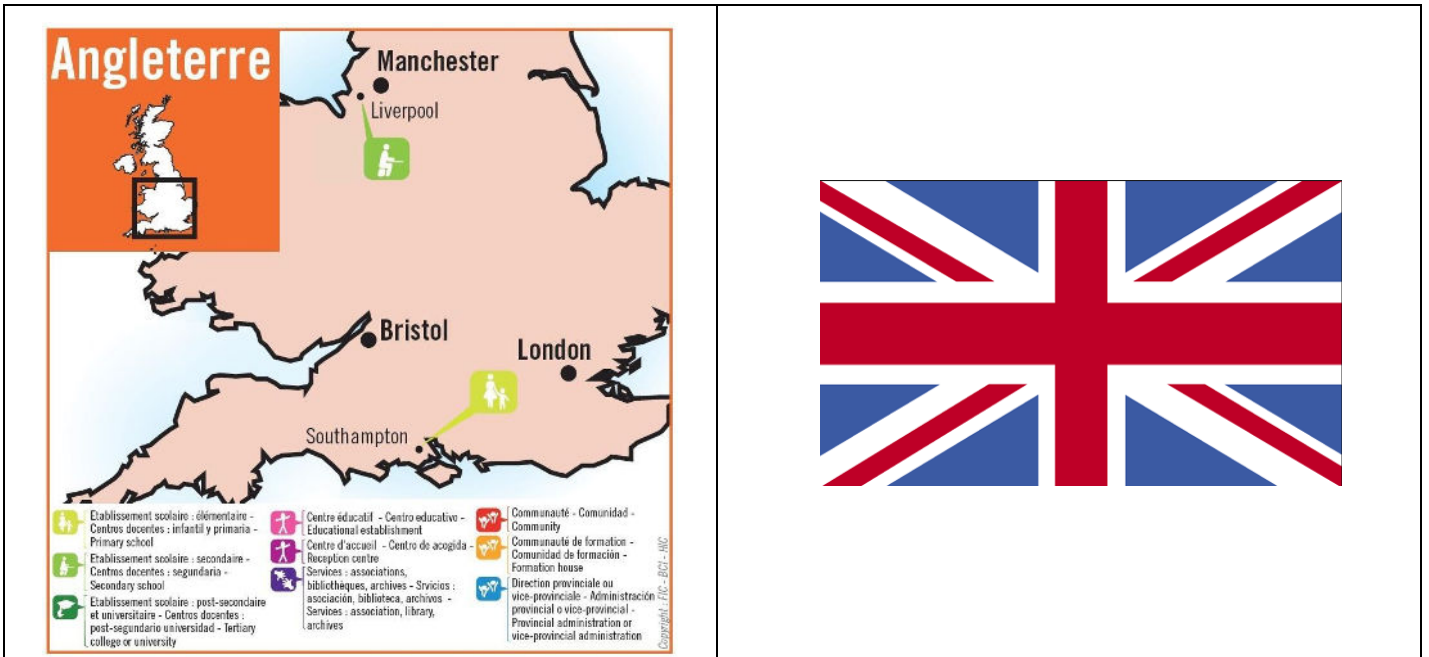 Angleterre
Manchester
Liverpool
Bristol
London
Southampton
Etablissement scolaire : élémentaire -
Centros docentes : infantil y primaria -
Primary school
Etablissement scolaire : secondaire -
Centros docentes : segundaria -
Secondary school
Etablissement scolaire : post-secondaire
et universitaire - Centros docentes :
post-segundario universidad - Tertiary
college or university
Centre éducatif - Centro educativo -
Educational establishment
Centre d'accueil - Centro de acogida -
Reception centre
Services : associations,
bibliothèques, archives - Srvicios :
asociación, biblioteca, archivos -
Services : association, library,
archives
Communauté - Comunidad -
Community
Communauté de formation -
Comunidad de formación -
Formation house
Direction provinciale ou
vice-provinciale - Administración
provincial o vice-provincial -
Provincial administration or
vice-provincial administration
Copyright : FIC - BCI - HIC